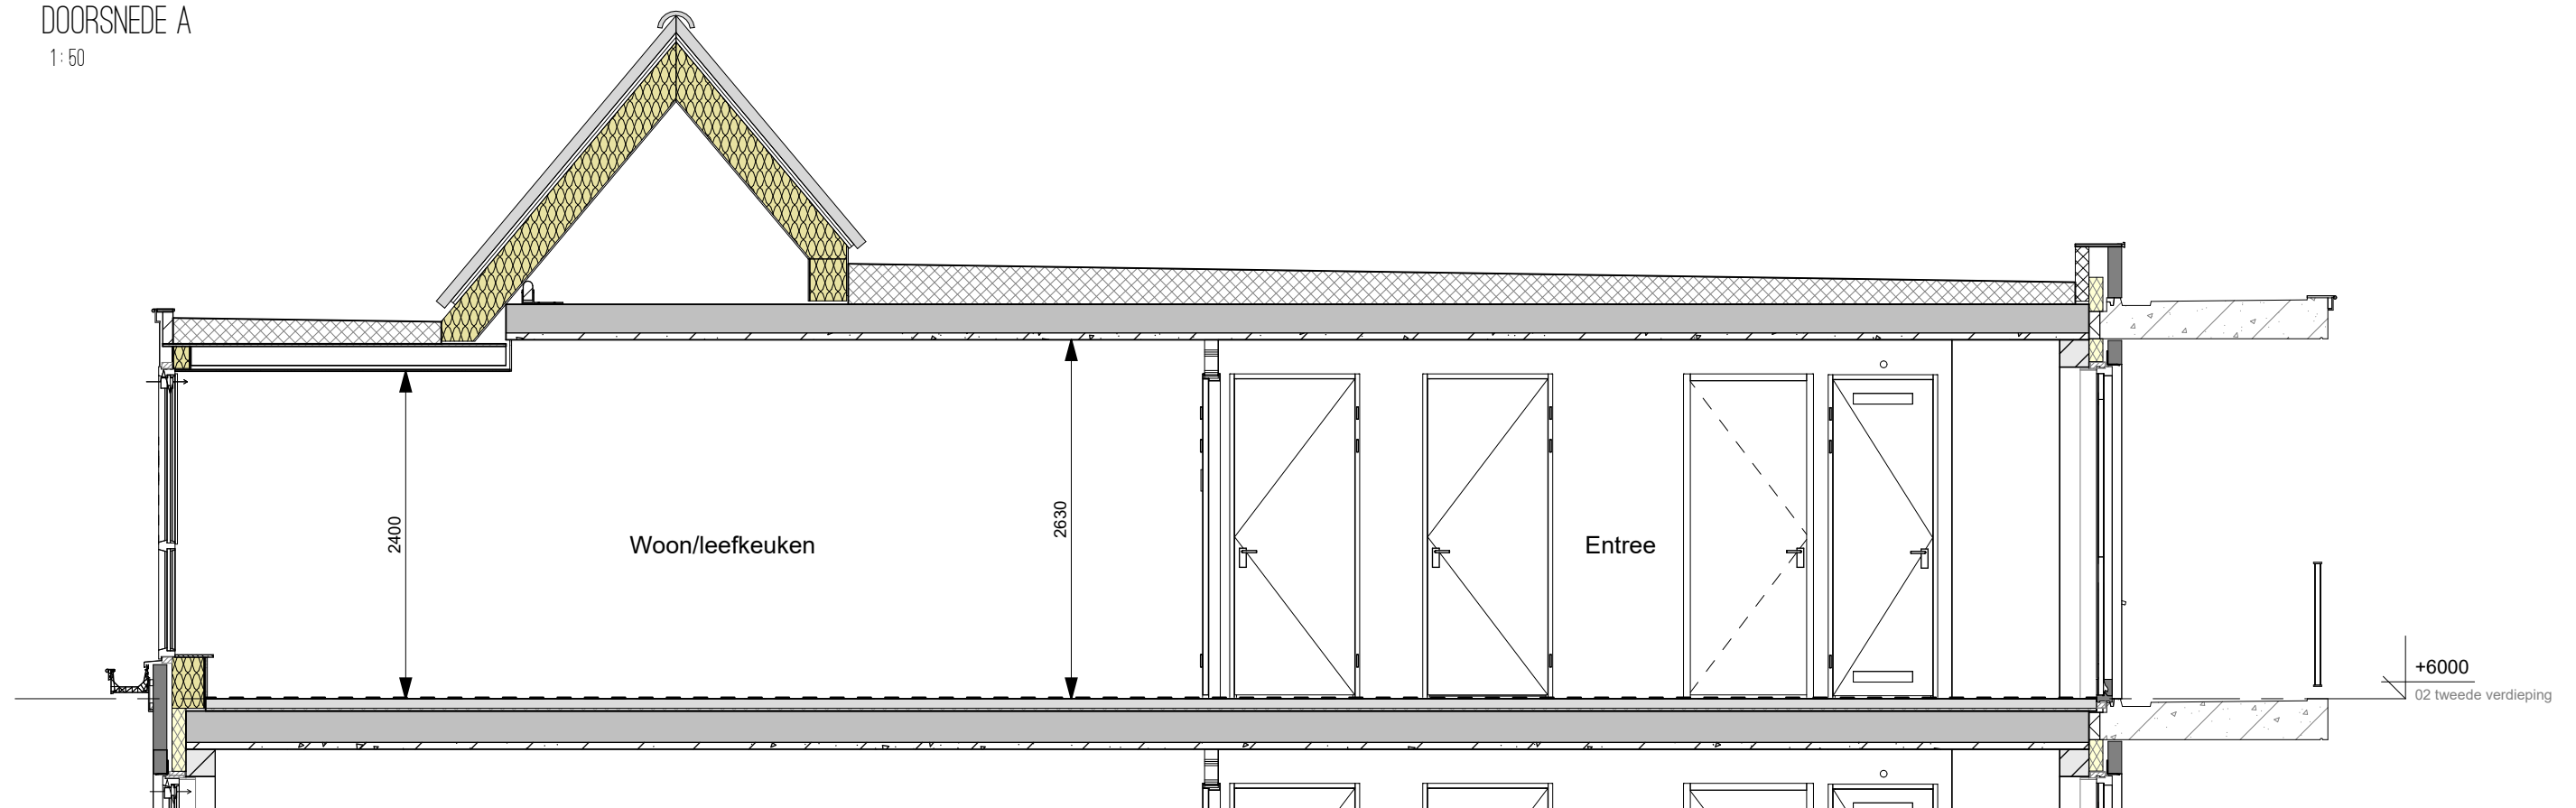 DOORSNEDE A
1 : 50
2400
Woon/leefkeuken
2630
Entree
+6000
02 tweede verdieping